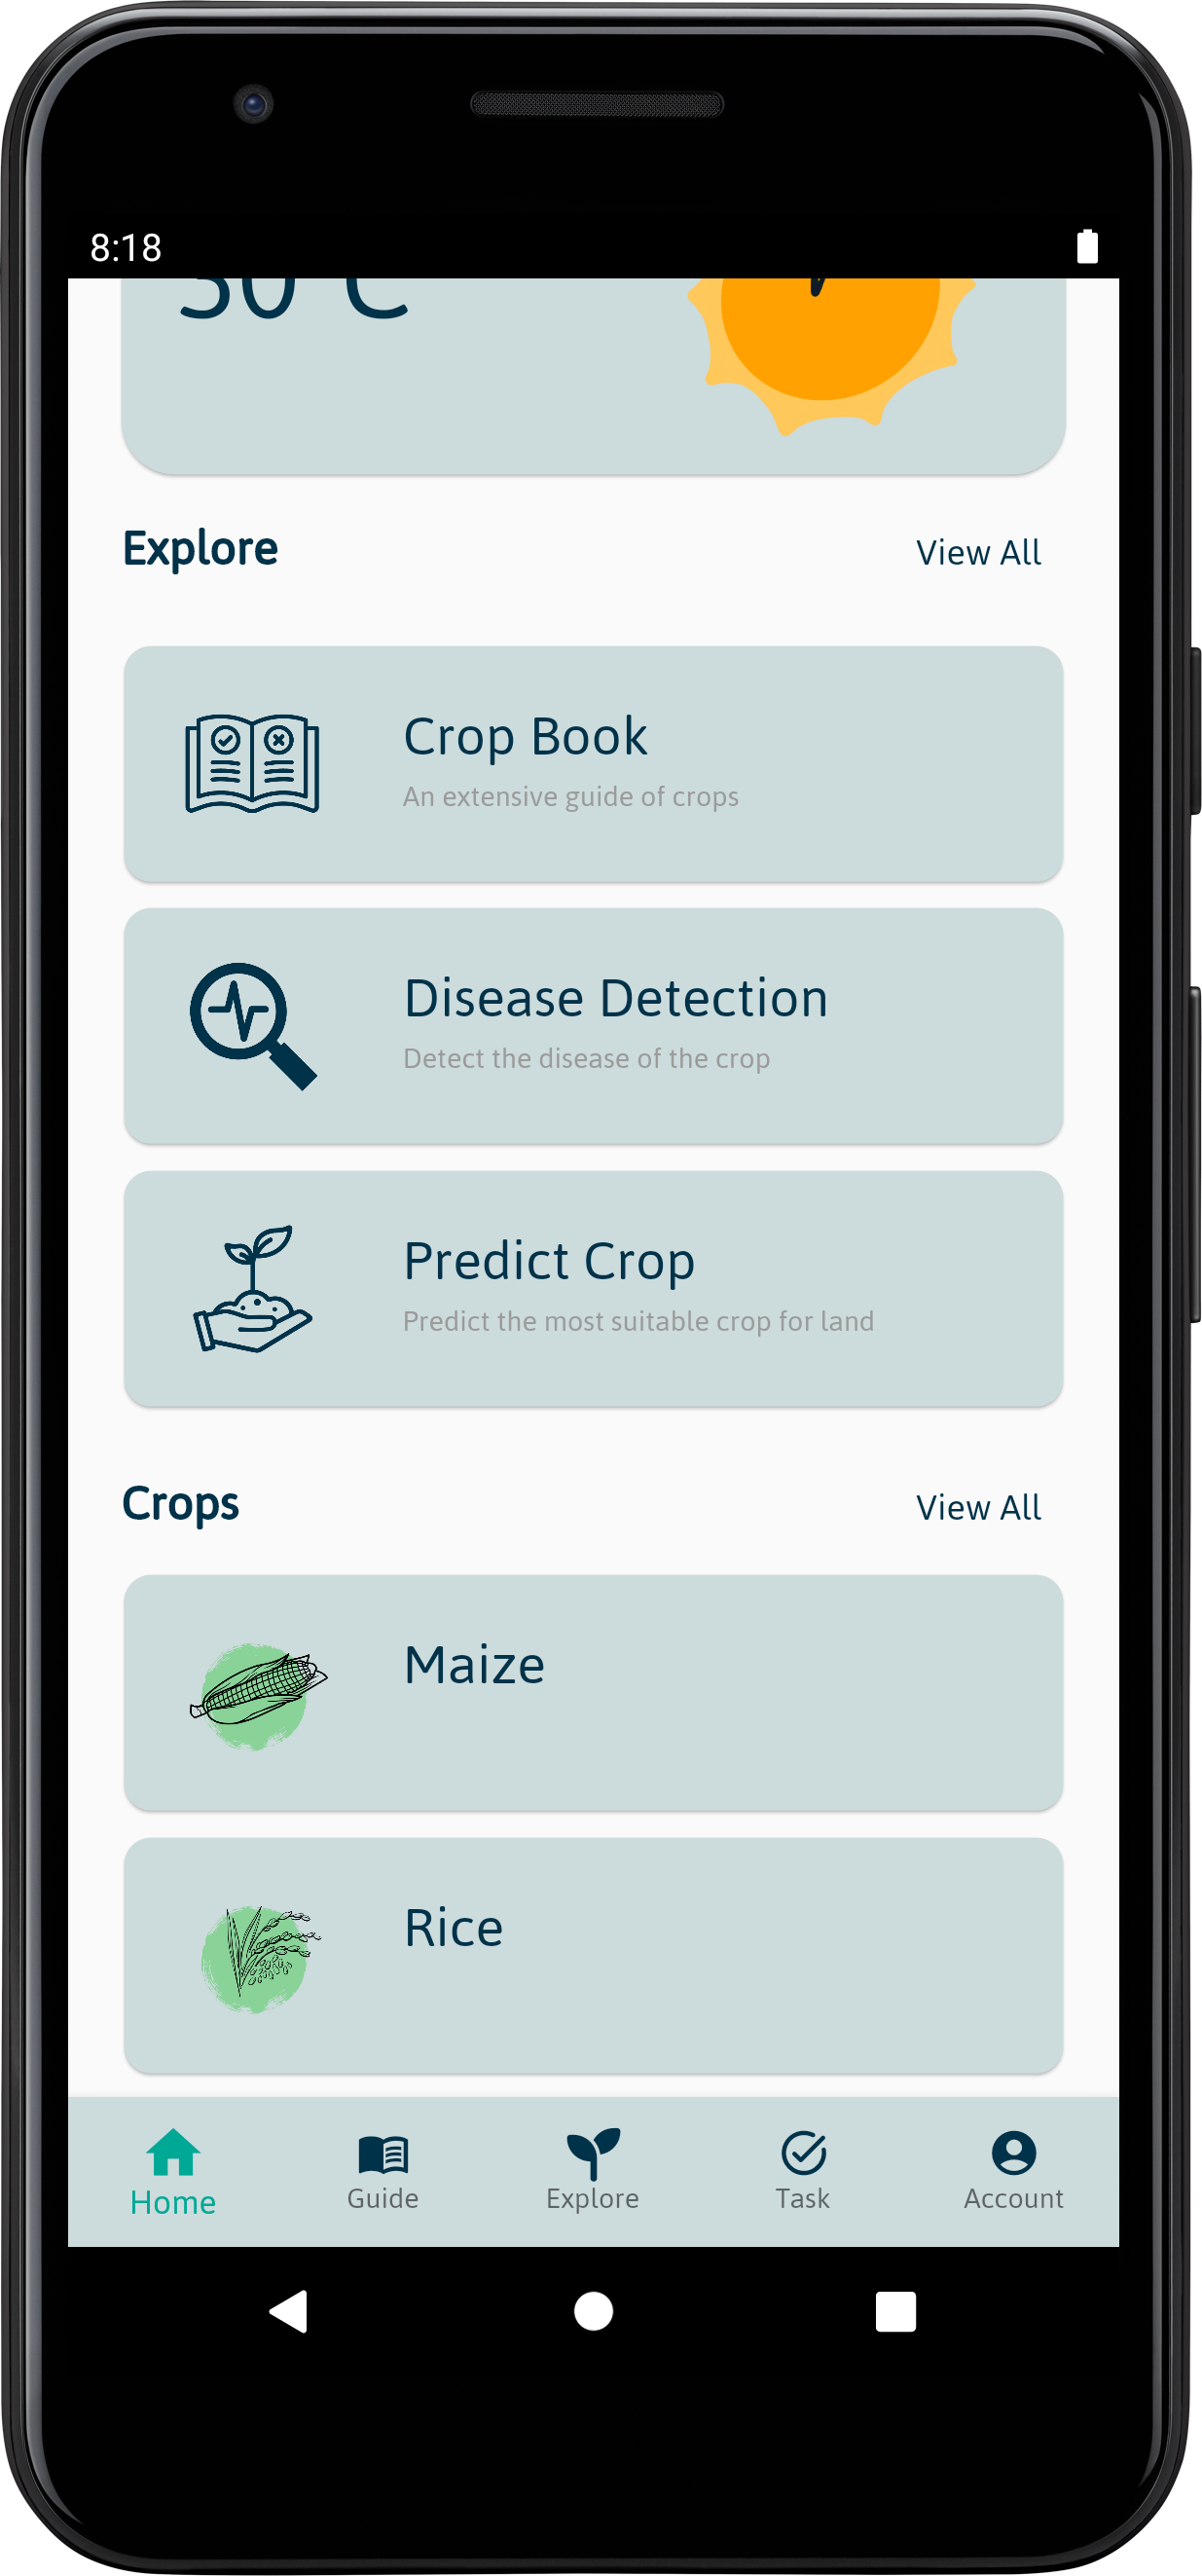 8:18
Explore
View All
Crop Book
An extensive guide of crops
Disease Detection
Detect the disease of the crop
Predict Crop
Predict the most suitable crop for land
Crops
View All
Maize
Rice
Home
Guide
Explore
Task
Account